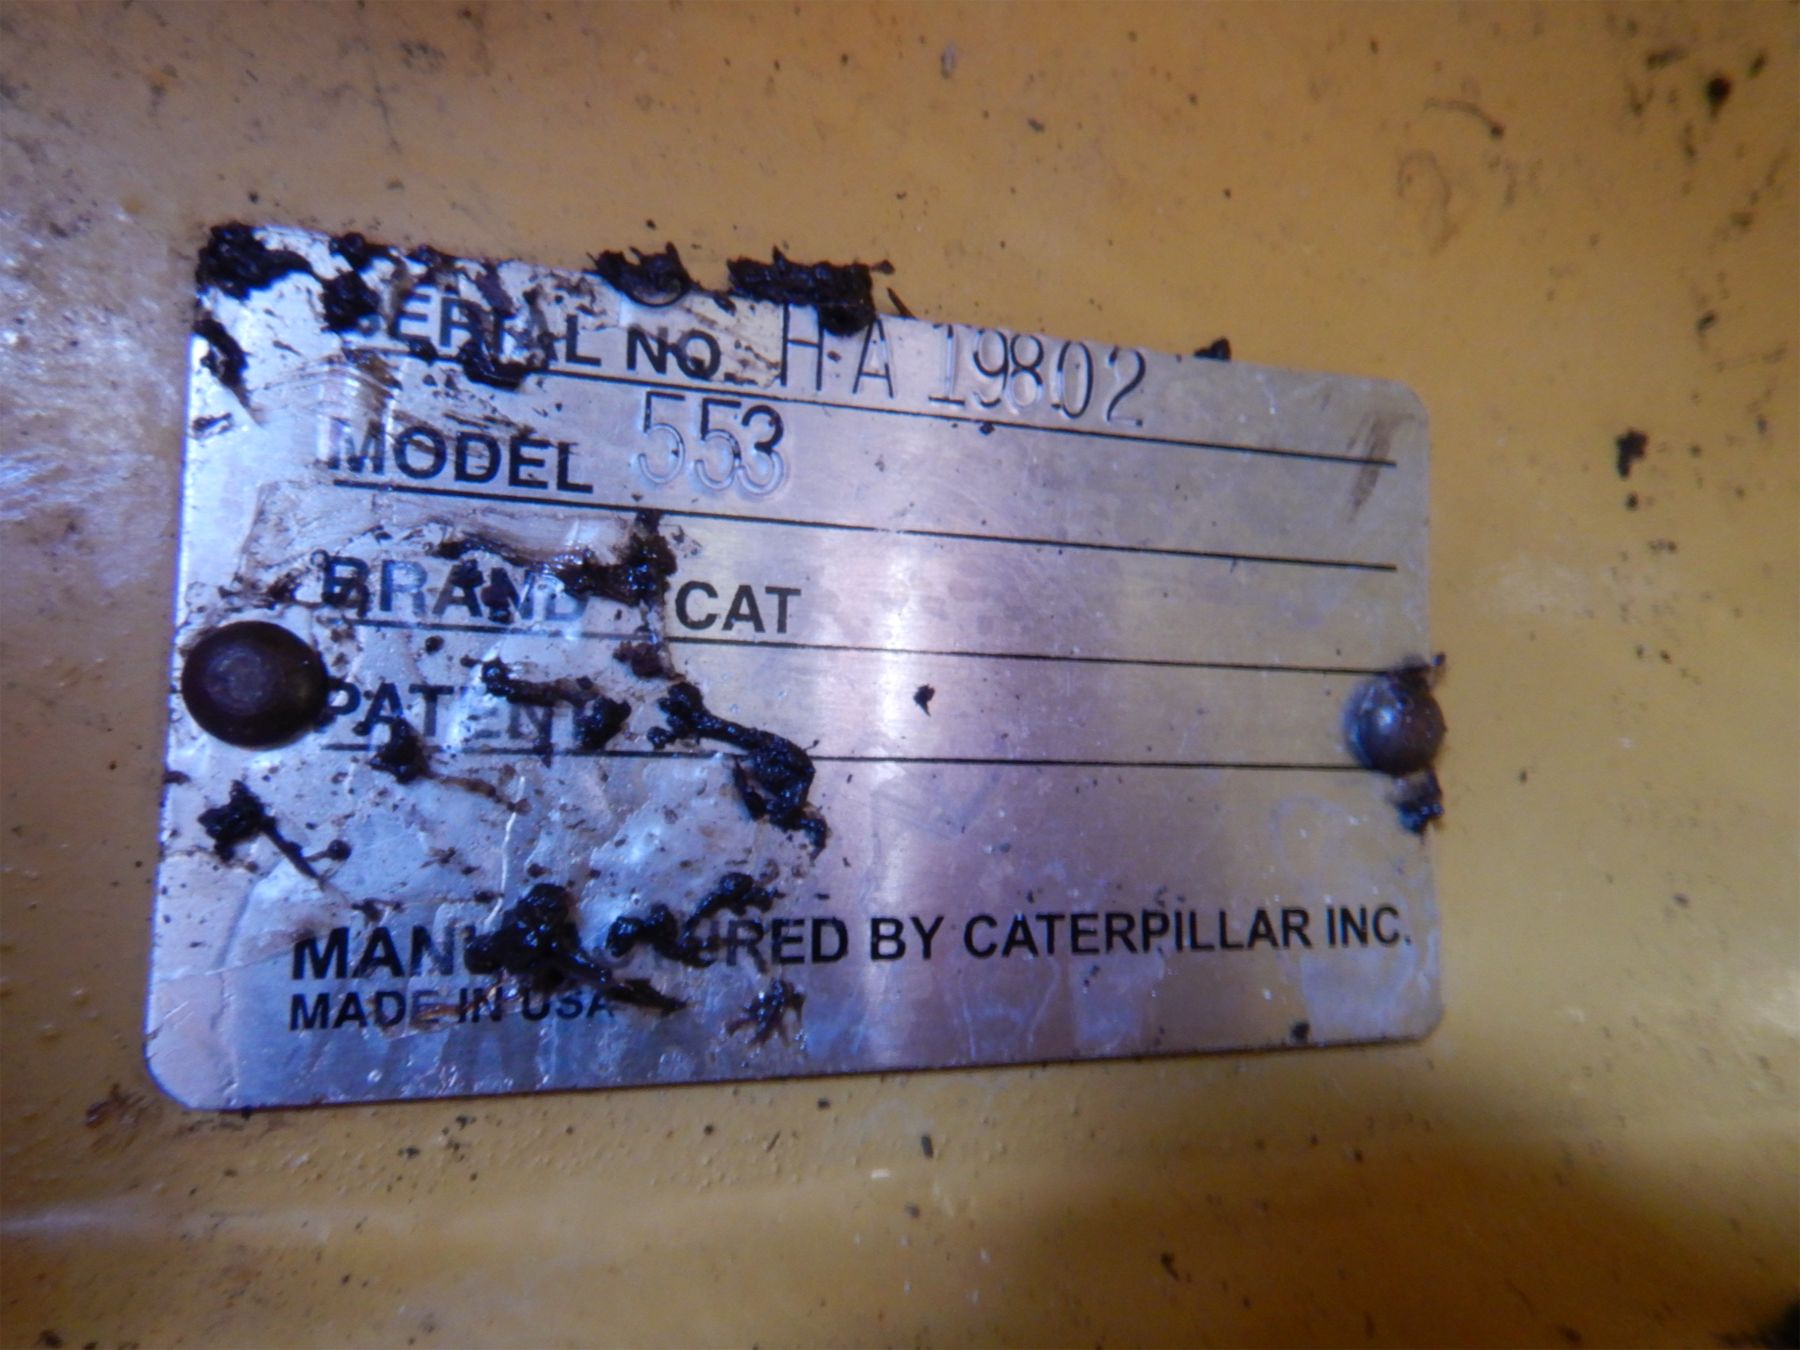 SERIAL NO. HA 19802
MODEL 553
BRAND CAT
PATENT
MANUFACTURED BY CATERPILLAR INC.
MADE IN USA